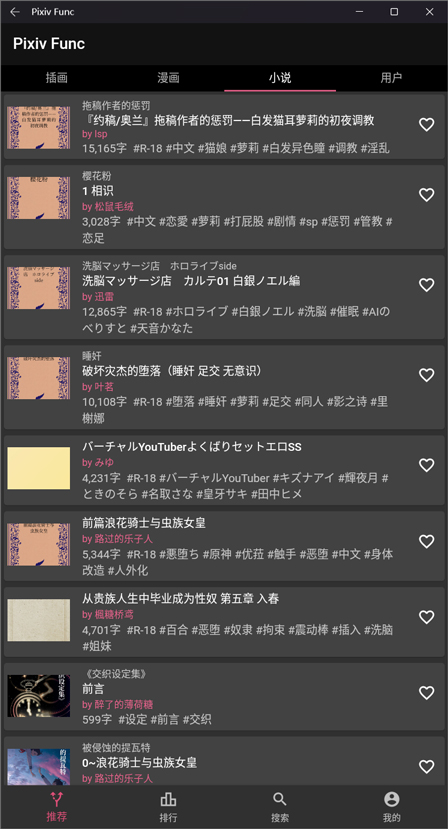 Pixiv Func
Pixiv Func
插画 漫画 小说 用户
拖稿作者的惩罚
『约稿/奥兰』拖稿作者的惩罚——白发猫耳萝莉的初夜调教
by lsp
15,165字 #R-18 #中文 #猫娘 #萝莉 #白发异色瞳 #调教 #淫乱
樱花粉
1 相识
by 松鼠毛绒
3,028字 #中文 #恋爱 #萝莉 #打屁股 #剧情 #sp #惩罚 #管教 #
恋足
洗脳マッサージ店 ホロライブside
洗脳マッサージ店 カルテ01 白銀ノエル編
by 迅雷
12,865字 #R-18 #ホロライブ #白銀ノエル #洗脳 #催眠 #AIの
べりすと #天音かなた
睡奸
破坏灾杰的堕落（睡奸 足交 无意识）
by 叶茗
10,108字 #R-18 #堕落 #睡奸 #萝莉 #足交 #同人 #影之诗 #里
榭娜
バーチャルYouTuberよくばりセットエロSS
by みゆ
4,231字 #R-18 #バーチャルYouTuber #キズナアイ #輝夜月 #
ときのそら #名取さな #皇牙サキ #田中ヒメ
前篇浪花骑士与虫族女皇
by 路过的乐子人
5,344字 #R-18 #悪堕ち #原神 #优菈 #触手 #恶堕 #中文 #身体
改造 #人外化
从贵族人生中毕业成为性奴 第五章 入春
by 楓糖桥鸢
4,701字 #R-18 #百合 #恶堕 #奴隶 #拘束 #震动棒 #插入 #洗脑
#姐妹
《交织设定集》
前言
by 醉了的薄荷糖
599字 #设定 #前言 #交织
被侵蚀的提瓦特
0~浪花骑士与虫族女皇
by 路过的乐子人
推荐 排行 搜索 我的